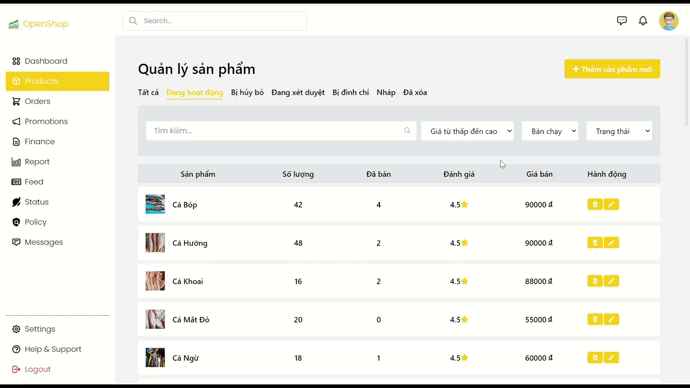 OpenShop
Search...
Dashboard
Products
Orders
Promotions
Finance
Report
Feed
Status
Policy
Messages
Settings
Help & Support
Logout
Quản lý sản phẩm
+ Thêm sản phẩm mới
Tất cả Đang hoạt động Bị hủy bỏ Đang xét duyệt Bị đình chỉ Nháp Đã xóa
Tìm kiếm... Giá từ thấp đến cao Bán chạy Trạng thái
Sản phẩm Số lượng Đã bán Đánh giá Giá bán Hành động
Cá Bóp 42 4 4.5 90000 ₫
Cá Hường 48 2 4.5 90000 ₫
Cá Khoai 16 2 4.5 88000 ₫
Cá Mắt Đỏ 20 0 4.5 55000 ₫
Cá Ngừ 18 1 4.5 60000 ₫